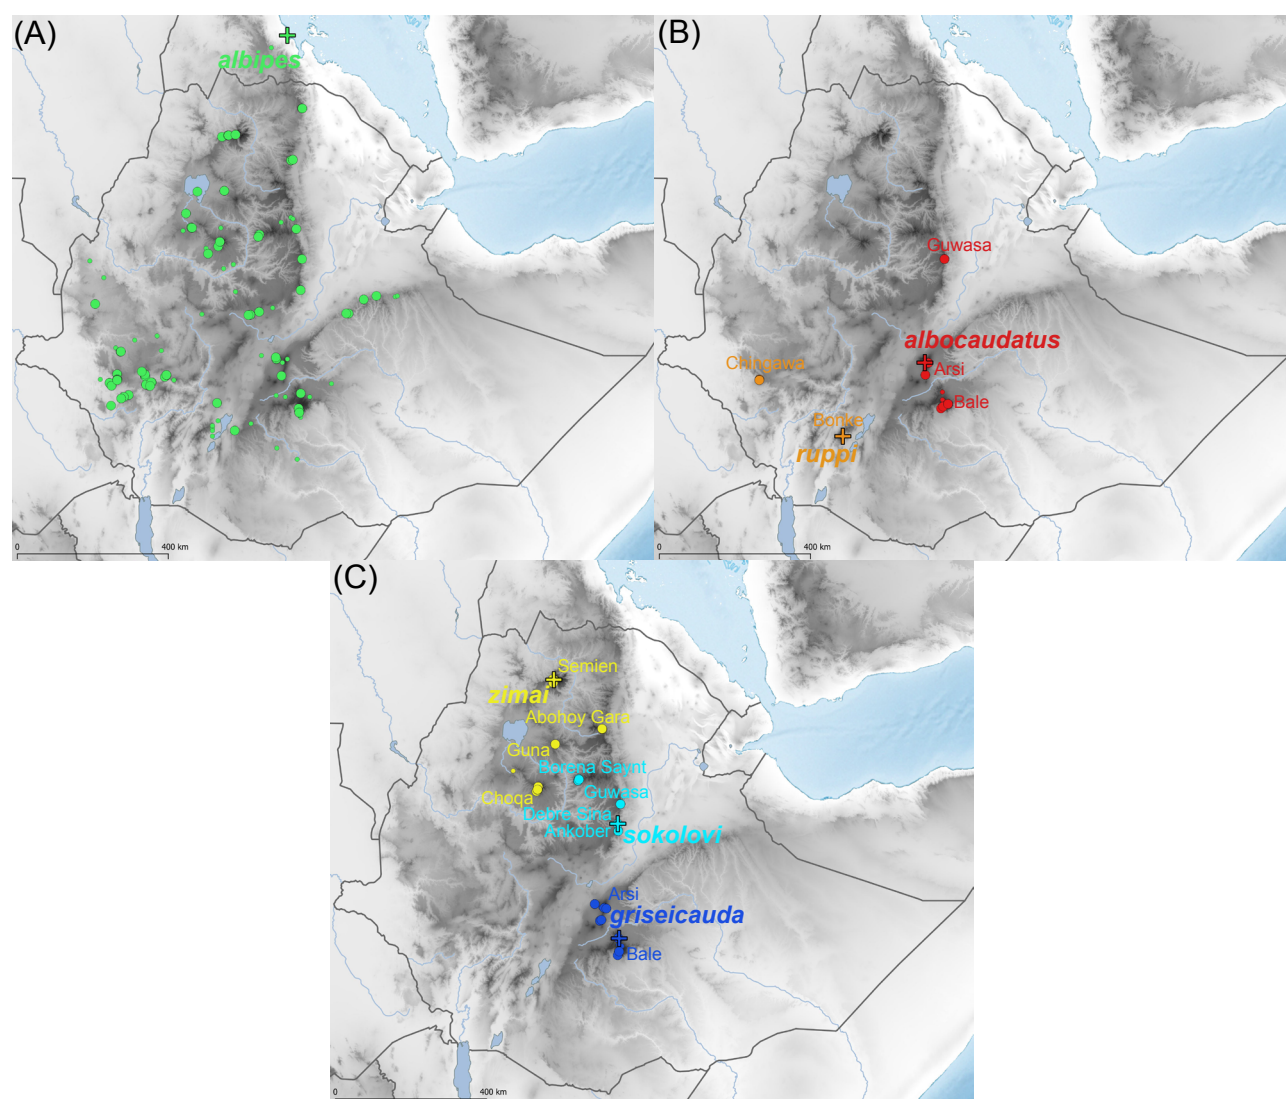 (A)
albipes
0
400 km
(B)
Guwasa
albocaudatus
Arsi
Chingawa
Bale
Bonke
ruppi
0
400 km
(C)
Semien
zimai
Abohoy Gara
Guna
Borena Saynt
Choqa
Guwasa
Debre Sina
Ankober
sokolovi
Arsi
griseicauda
Bale
0
400 km